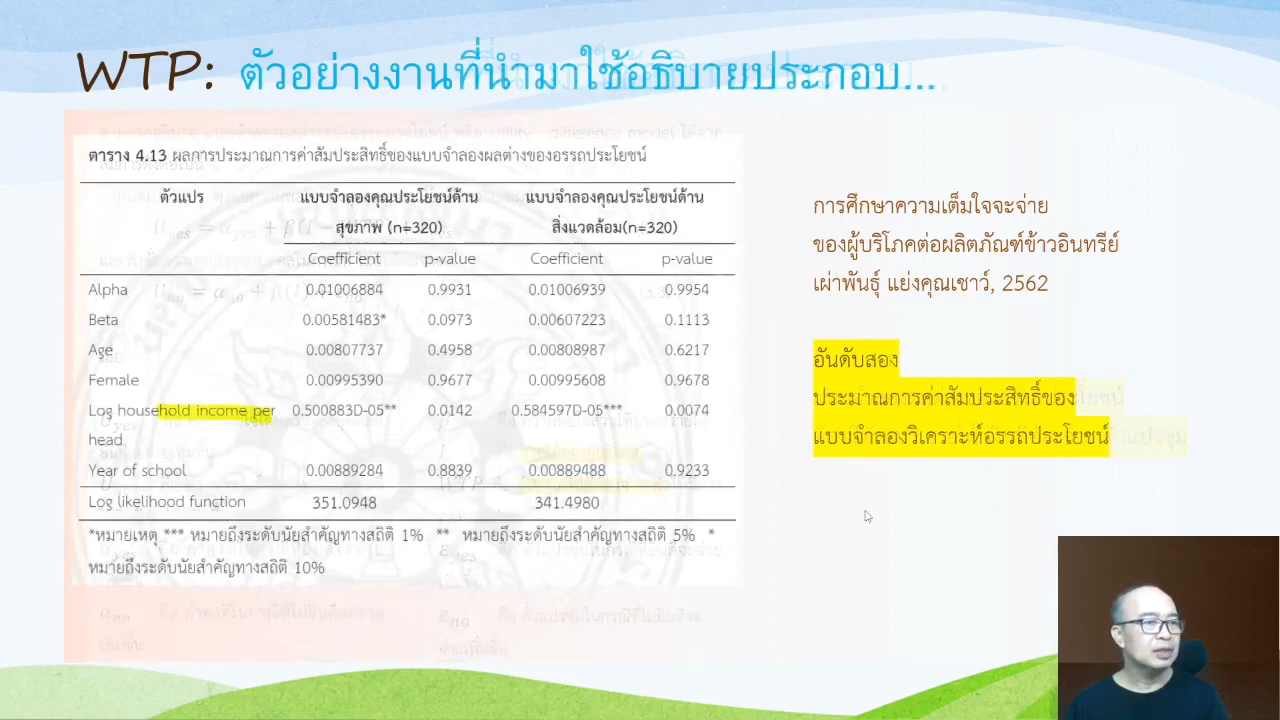 WTP: ตัวอย่างงานที่นำมาใช้อธิบายประกอบ...
ตาราง 4.13 ผลการประมาณการค่าสัมประสิทธิ์ของแบบจำลองผลต่างของอรรถประโยชน์
ตัวแปร แบบจำลองคุณประโยชน์ด้าน แบบจำลองคุณประโยชน์ด้าน
สุขภาพ (n=320) สิ่งแวดล้อม(n=320)
Coefficient p-value Coefficient p-value
Alpha 0.01006884 0.9931 0.01006939 0.9954
Beta 0.00581483* 0.0973 0.00607223 0.1113
Age 0.00807737 0.4958 0.00808987 0.6217
Female 0.00995390 0.9677 0.00995608 0.9678
Log household income per 0.500883D-05** 0.0142 0.584597D-05*** 0.0074
head
Year of school 0.00889284 0.8839 0.00889488 0.9233
Log likelihood function 351.0948 341.4980
*หมายเหตุ *** หมายถึงระดับนัยสำคัญทางสถิติ 1% ** หมายถึงระดับนัยสำคัญทางสถิติ 5% *
หมายถึงระดับนัยสำคัญทางสถิติ 10%
การศึกษาความเต็มใจจะจ่าย
ของผู้บริโภคต่อผลิตภัณฑ์ข้าวอินทรีย์
เผ่าพันธุ์ แย่งคุณเชาว์, 2562
อันดับสอง
ประมาณการค่าสัมประสิทธิ์ของ
แบบจำลองวิเคราะห์อรรถประโยชน์